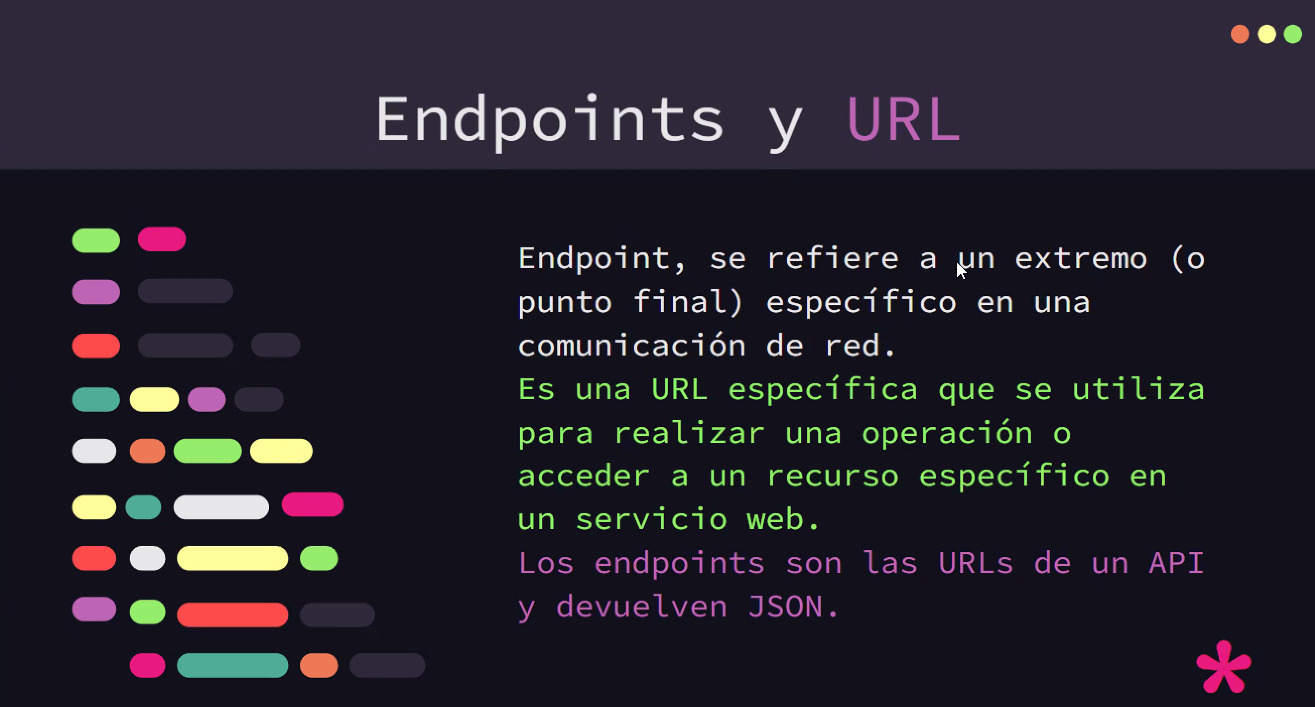 Endpoints y URL
Endpoint, se refiere a un extremo (o
punto final) específico en una
comunicación de red.
Es una URL específica que se utiliza
para realizar una operación o
acceder a un recurso específico en
un servicio web.
Los endpoints son las URLs de un API
y devuelven JSON.